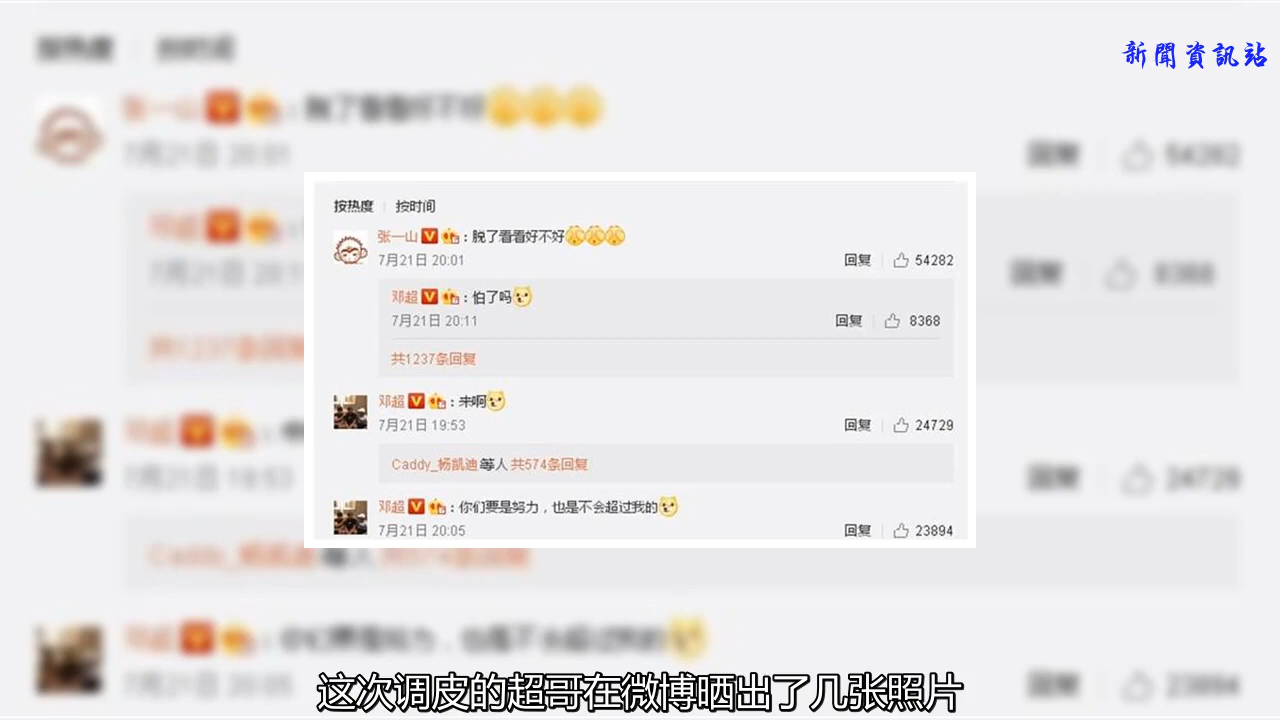 新聞資訊站
按热度 按时间
张一山：脱了看看好不好
7月21日 20:01 回复 54282
邓超：怕了吗
7月21日 20:11 回复 8368
共1237条回复
邓超：来啊
7月21日 19:53 回复 24729
Caddy_杨凯迪等人共574条回复
邓超：你们要是努力，也是不会超过我的
7月21日 20:05 回复 23894
这次调皮的超哥在微博晒出了几张照片